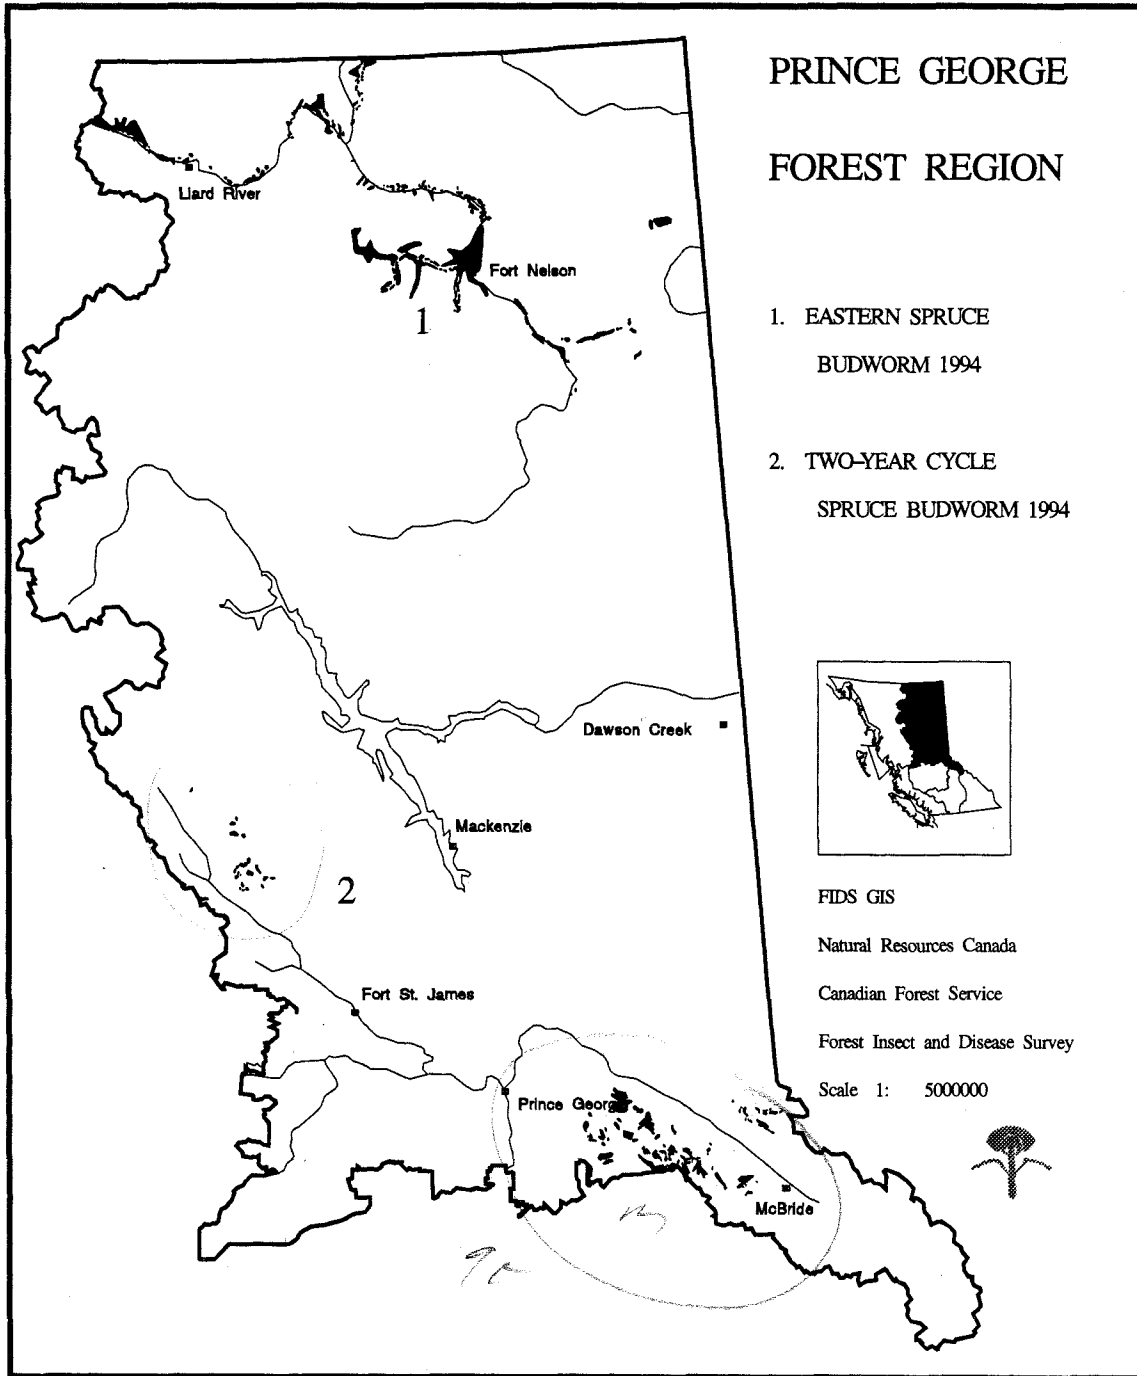 PRINCE GEORGE
FOREST REGION
Liard River
Fort Nelson
1
1. EASTERN SPRUCE
BUDWORM 1994
2. TWO-YEAR CYCLE
SPRUCE BUDWORM 1994
Dawson Creek
Mackenzie
2
FIDS GIS
Natural Resources Canada
Canadian Forest Service
Forest Insect and Disease Survey
Scale 1: 5000000
Fort St. James
Prince George
McBride